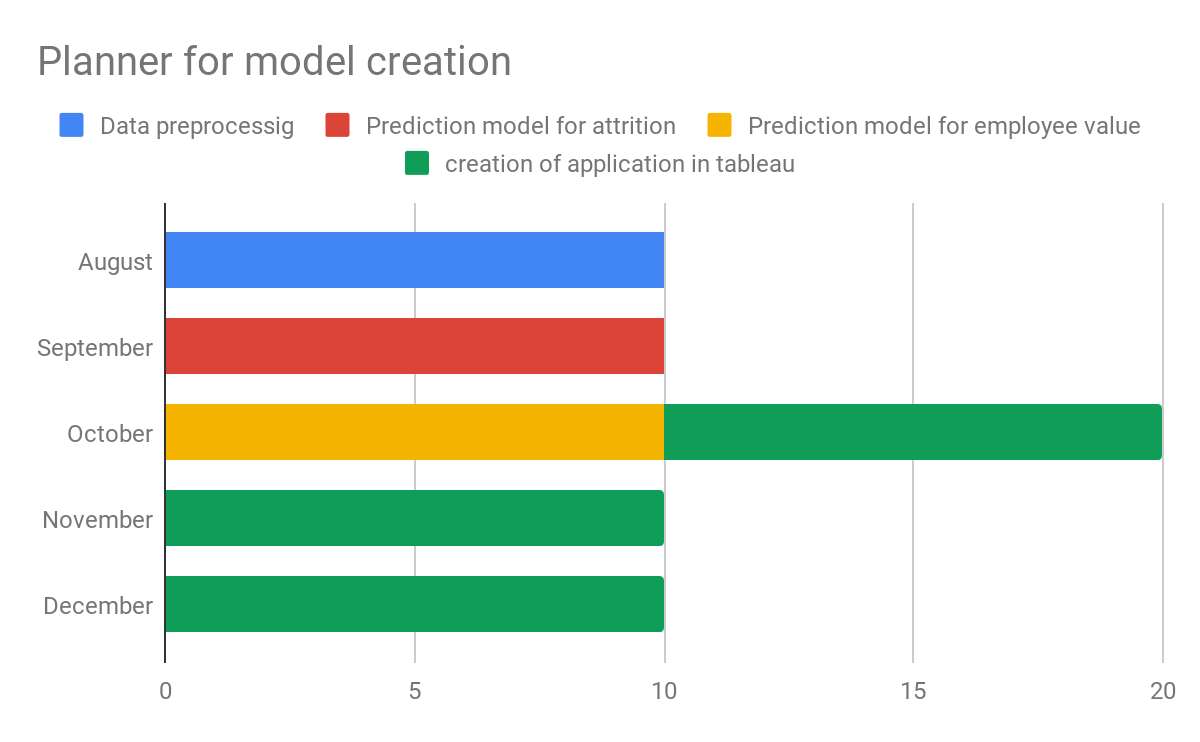 Planner for model creation
Data preprocessig Prediction model for attrition Prediction model for employee value
creation of application in tableau
August
September
October
November
December
0 5 10 15 20